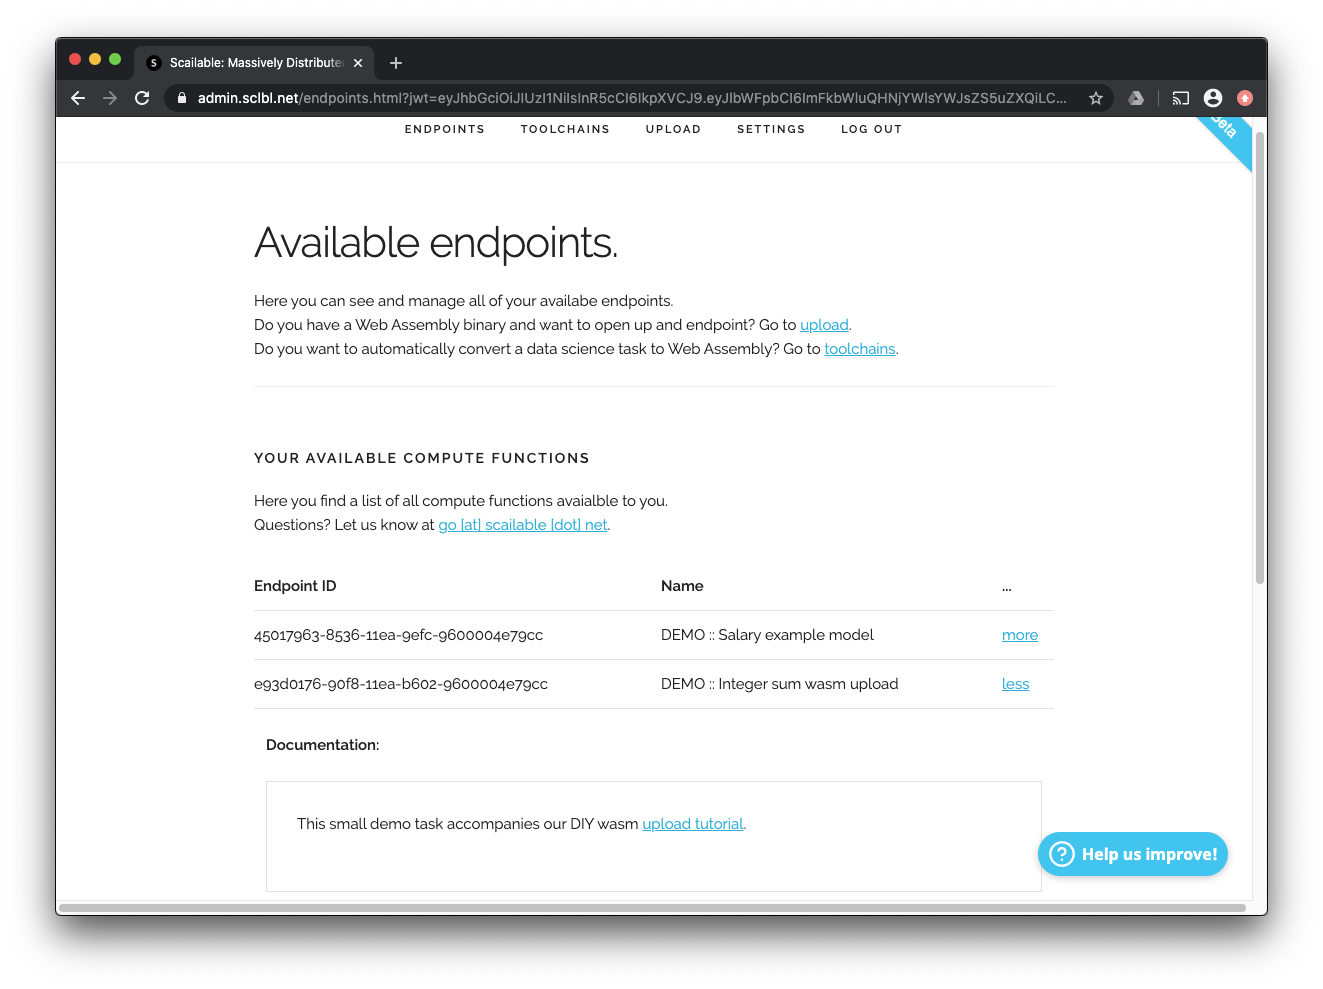 S Scailable: Massively Distribute
admin.sclbl.net/endpoints.html?jwt=eyJhbGciOiJIUzI1NiIsInR5cCI6IkpXVCJ9.eyJlbWFpbCI6ImFkbWluQHNjYWlsYWJsZS5uZXQiLC...
ENDPOINTS TOOLCHAINS UPLOAD SETTINGS LOG OUT
Beta
Available endpoints.
Here you can see and manage all of your availabe endpoints.
Do you have a Web Assembly binary and want to open up and endpoint? Go to upload.
Do you want to automatically convert a data science task to Web Assembly? Go to toolchains.
YOUR AVAILABLE COMPUTE FUNCTIONS
Here you find a list of all compute functions avaialble to you.
Questions? Let us know at go [at] scailable [dot] net.
Endpoint ID Name ...
45017963-8536-11ea-9efc-9600004e79cc DEMO :: Salary example model more
e93d0176-90f8-11ea-b602-9600004e79cc DEMO :: Integer sum wasm upload less
Documentation:
This small demo task accompanies our DIY wasm upload tutorial.
Help us improve!